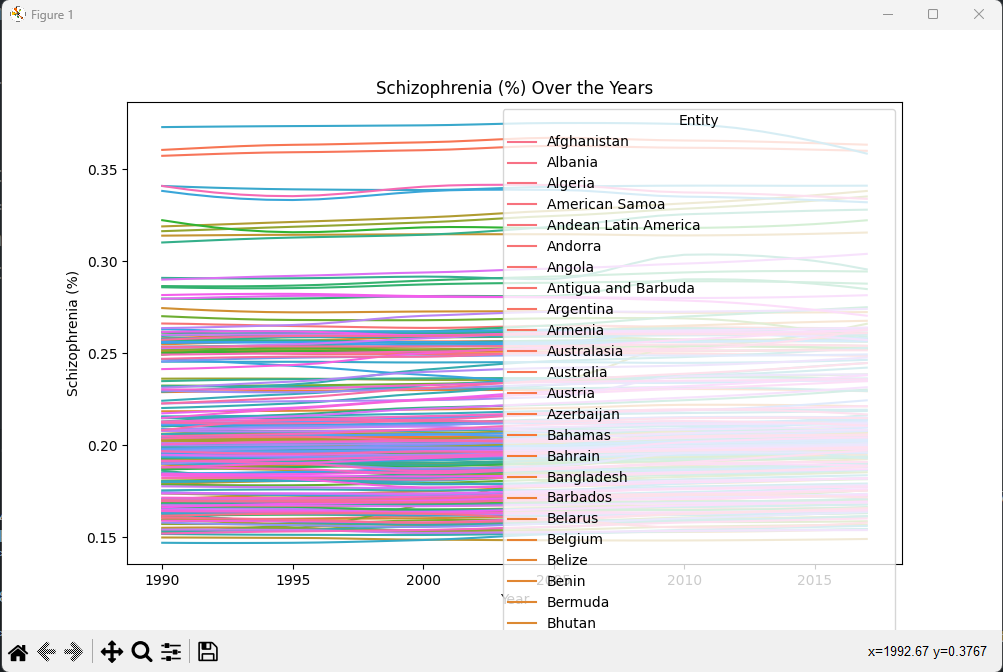 Figure 1
Schizophrenia (%) Over the Years
Schizophrenia (%)
0.35
0.30
0.25
0.20
0.15
1990
1995
2000
2010
2015
Year
Entity
Afghanistan
Albania
Algeria
American Samoa
Andean Latin America
Andorra
Angola
Antigua and Barbuda
Argentina
Armenia
Australasia
Australia
Austria
Azerbaijan
Bahamas
Bahrain
Bangladesh
Barbados
Belarus
Belgium
Belize
Benin
Bermuda
Bhutan
x=1992.67 y=0.3767